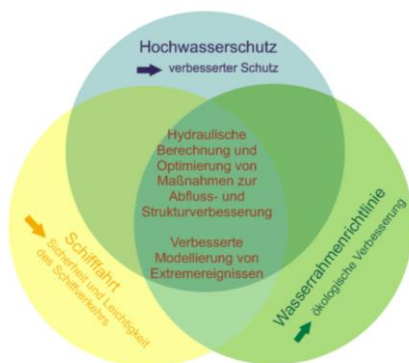 Hochwasserschutz
verbesserter Schutz
Hydraulische
Berechnung und
Optimierung von
Maßnahmen zur
Abfluss- und
Strukturverbesserung
Verbesserte
Modellierung von
Extremereignissen
Schifffahrt
Sicherheit und Leichtigkeit
des Schiffverkehrs
Wasserrahmenrichtlinie
ökologische Verbesserung